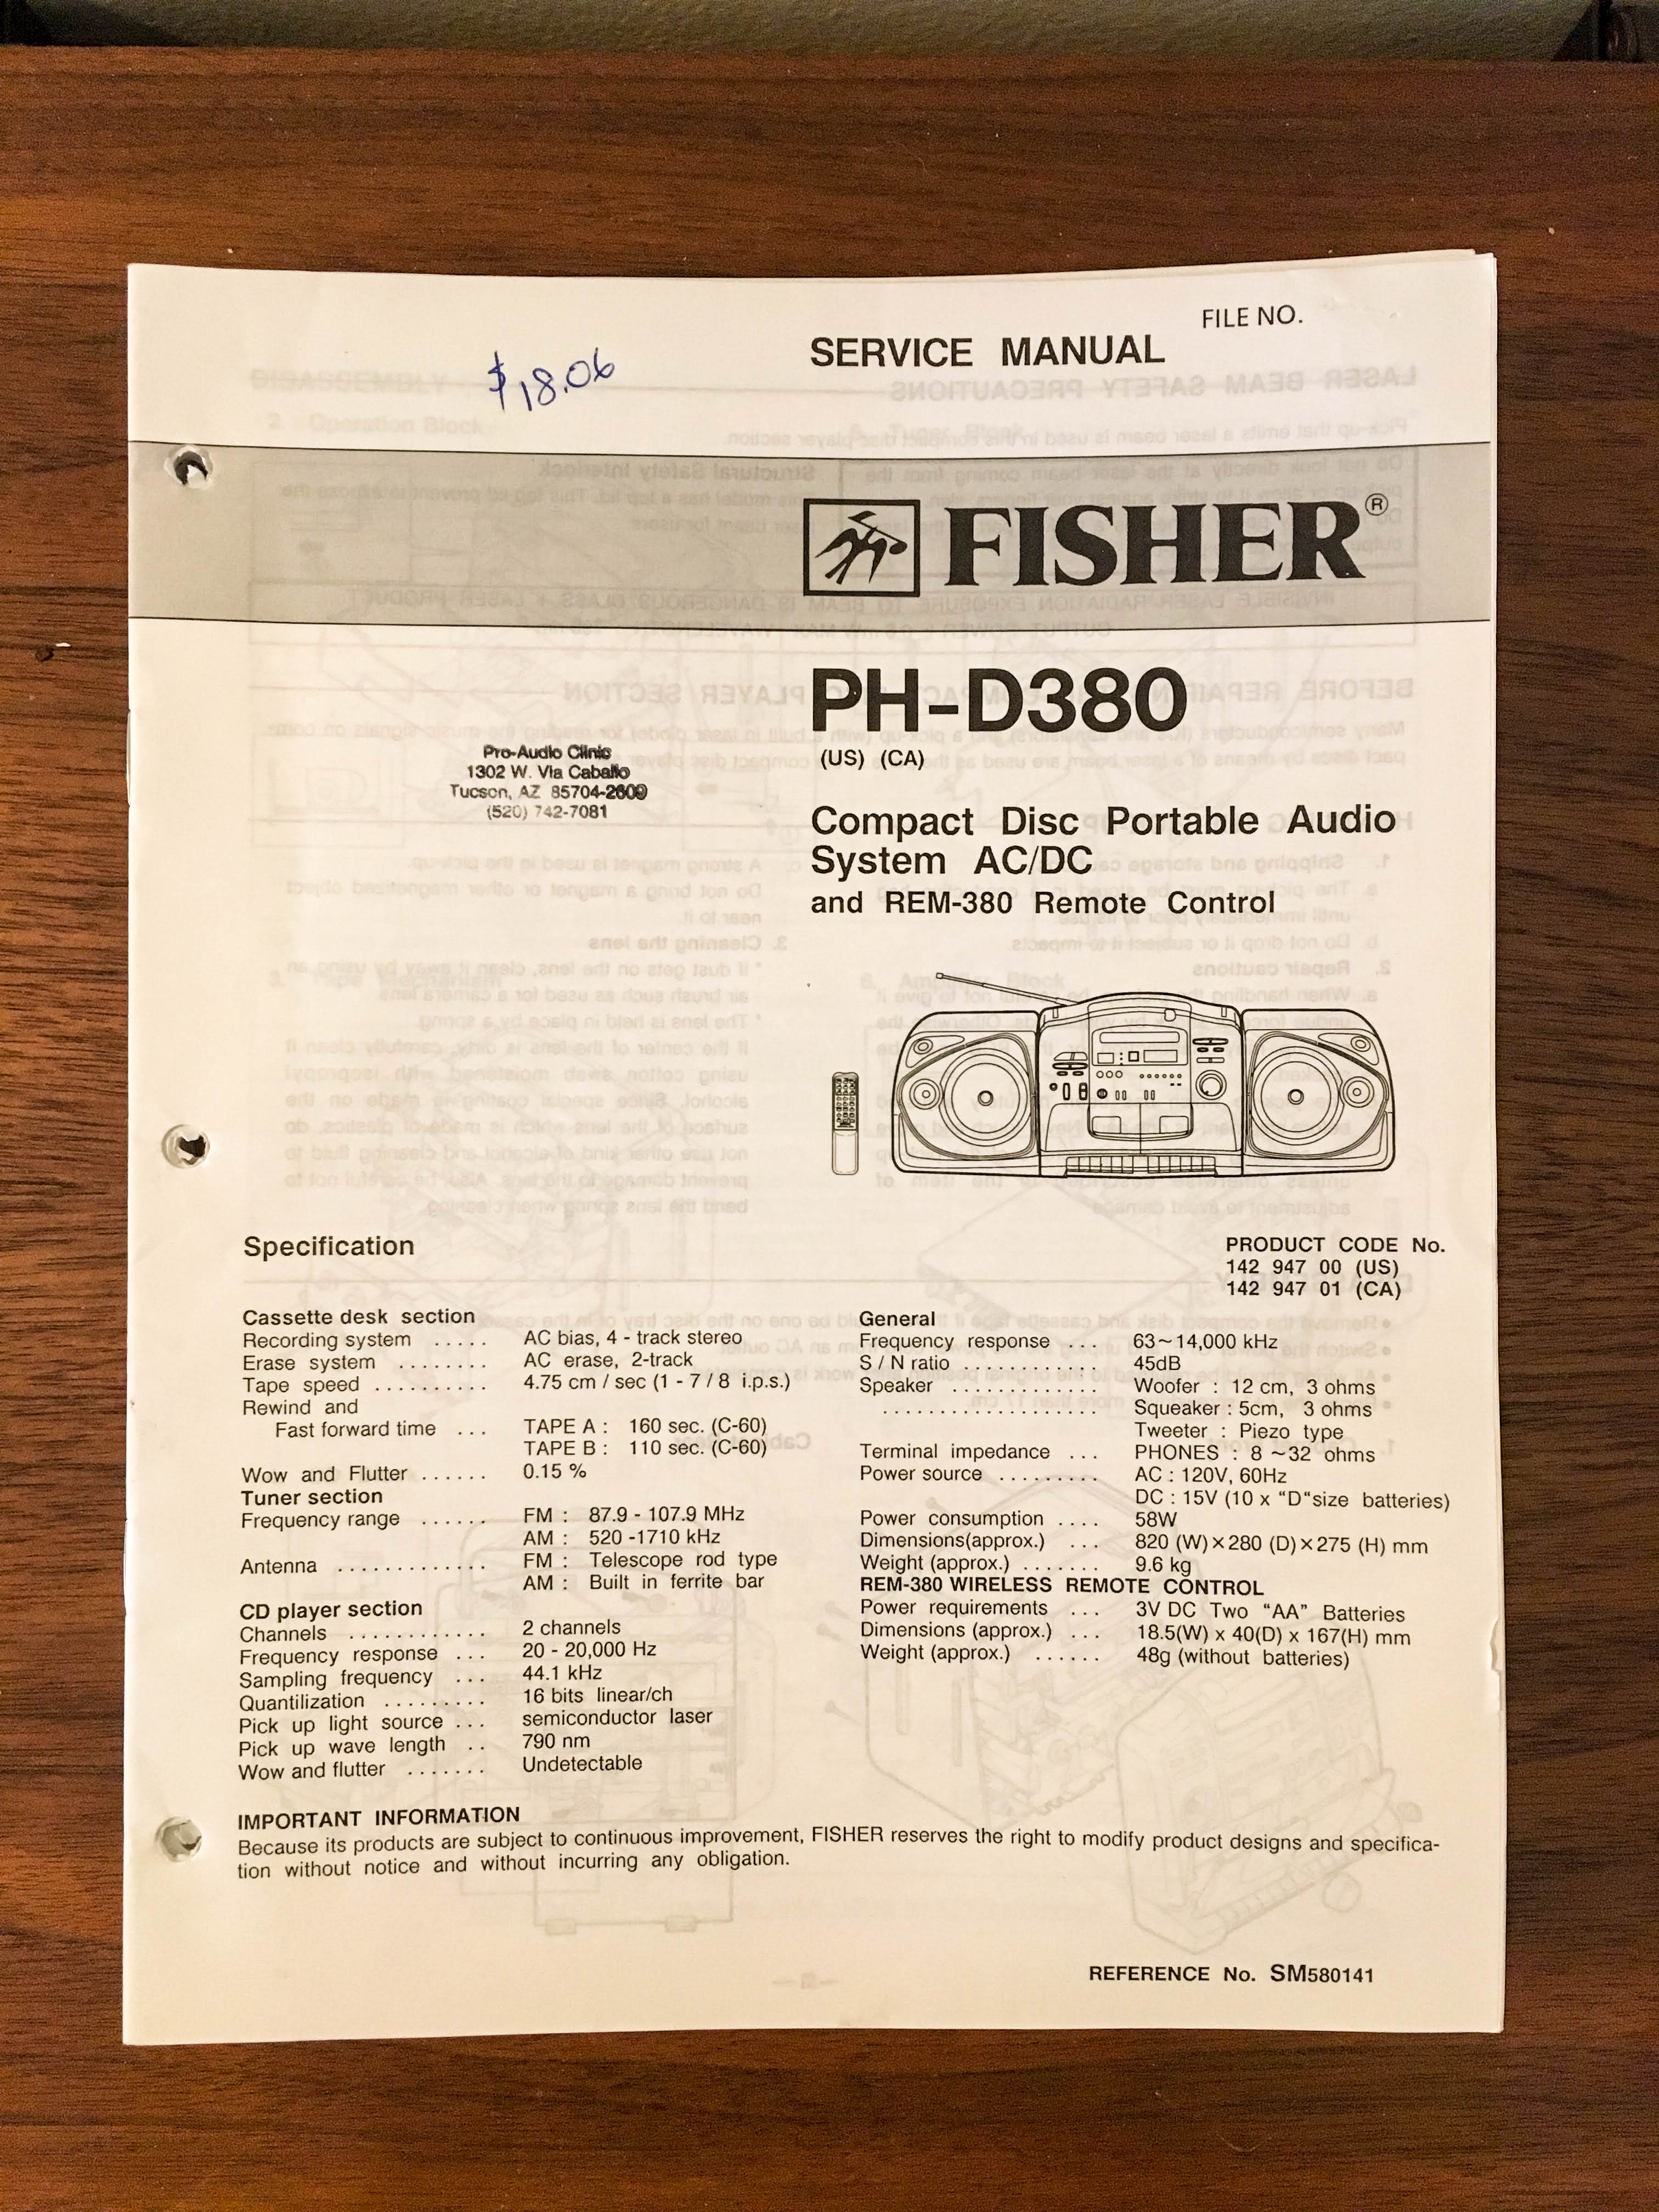 FILE NO.
SERVICE MANUAL
$18.06
FISHER®
PH-D380
(US) (CA)
Pro-Audio Clinic
1302 W. Via Caballo
Tucson, AZ 85704-2609
(520) 742-7081
Compact Disc Portable Audio
System AC/DC
and REM-380 Remote Control
Specification
PRODUCT CODE No.
142 947 00 (US)
142 947 01 (CA)
Cassette desk section
Recording system ..... AC bias, 4 - track stereo
Erase system ........ AC erase, 2-track
Tape speed .......... 4.75 cm / sec (1 - 7 / 8 i.p.s.)
Rewind and
Fast forward time ... TAPE A : 160 sec. (C-60)
TAPE B : 110 sec. (C-60)
Wow and Flutter ...... 0.15 %
Tuner section
Frequency range ...... FM : 87.9 - 107.9 MHz
AM : 520 -1710 kHz
Antenna ............. FM : Telescope rod type
AM : Built in ferrite bar
CD player section
Channels ............ 2 channels
Frequency response ... 20 - 20,000 Hz
Sampling frequency ... 44.1 kHz
Quantilization ......... 16 bits linear/ch
Pick up light source ... semiconductor laser
Pick up wave length .. 790 nm
Wow and flutter ....... Undetectable
General
Frequency response ... 63~14,000 kHz
S / N ratio ............ 45dB
Speaker ............. Woofer : 12 cm, 3 ohms
................... Squeaker : 5cm, 3 ohms
Tweeter : Piezo type
Terminal impedance ... PHONES : 8 ~32 ohms
Power source ......... AC : 120V, 60Hz
DC : 15V (10 x "D"size batteries)
Power consumption .... 58W
Dimensions(approx.) ... 820 (W)×280 (D)×275 (H) mm
Weight (approx.) ....... 9.6 kg
REM-380 WIRELESS REMOTE CONTROL
Power requirements ... 3V DC Two "AA" Batteries
Dimensions (approx.) ... 18.5(W) x 40(D) x 167(H) mm
Weight (approx.) ...... 48g (without batteries)
IMPORTANT INFORMATION
Because its products are subject to continuous improvement, FISHER reserves the right to modify product designs and specifica-
tion without notice and without incurring any obligation.
REFERENCE No. SM580141